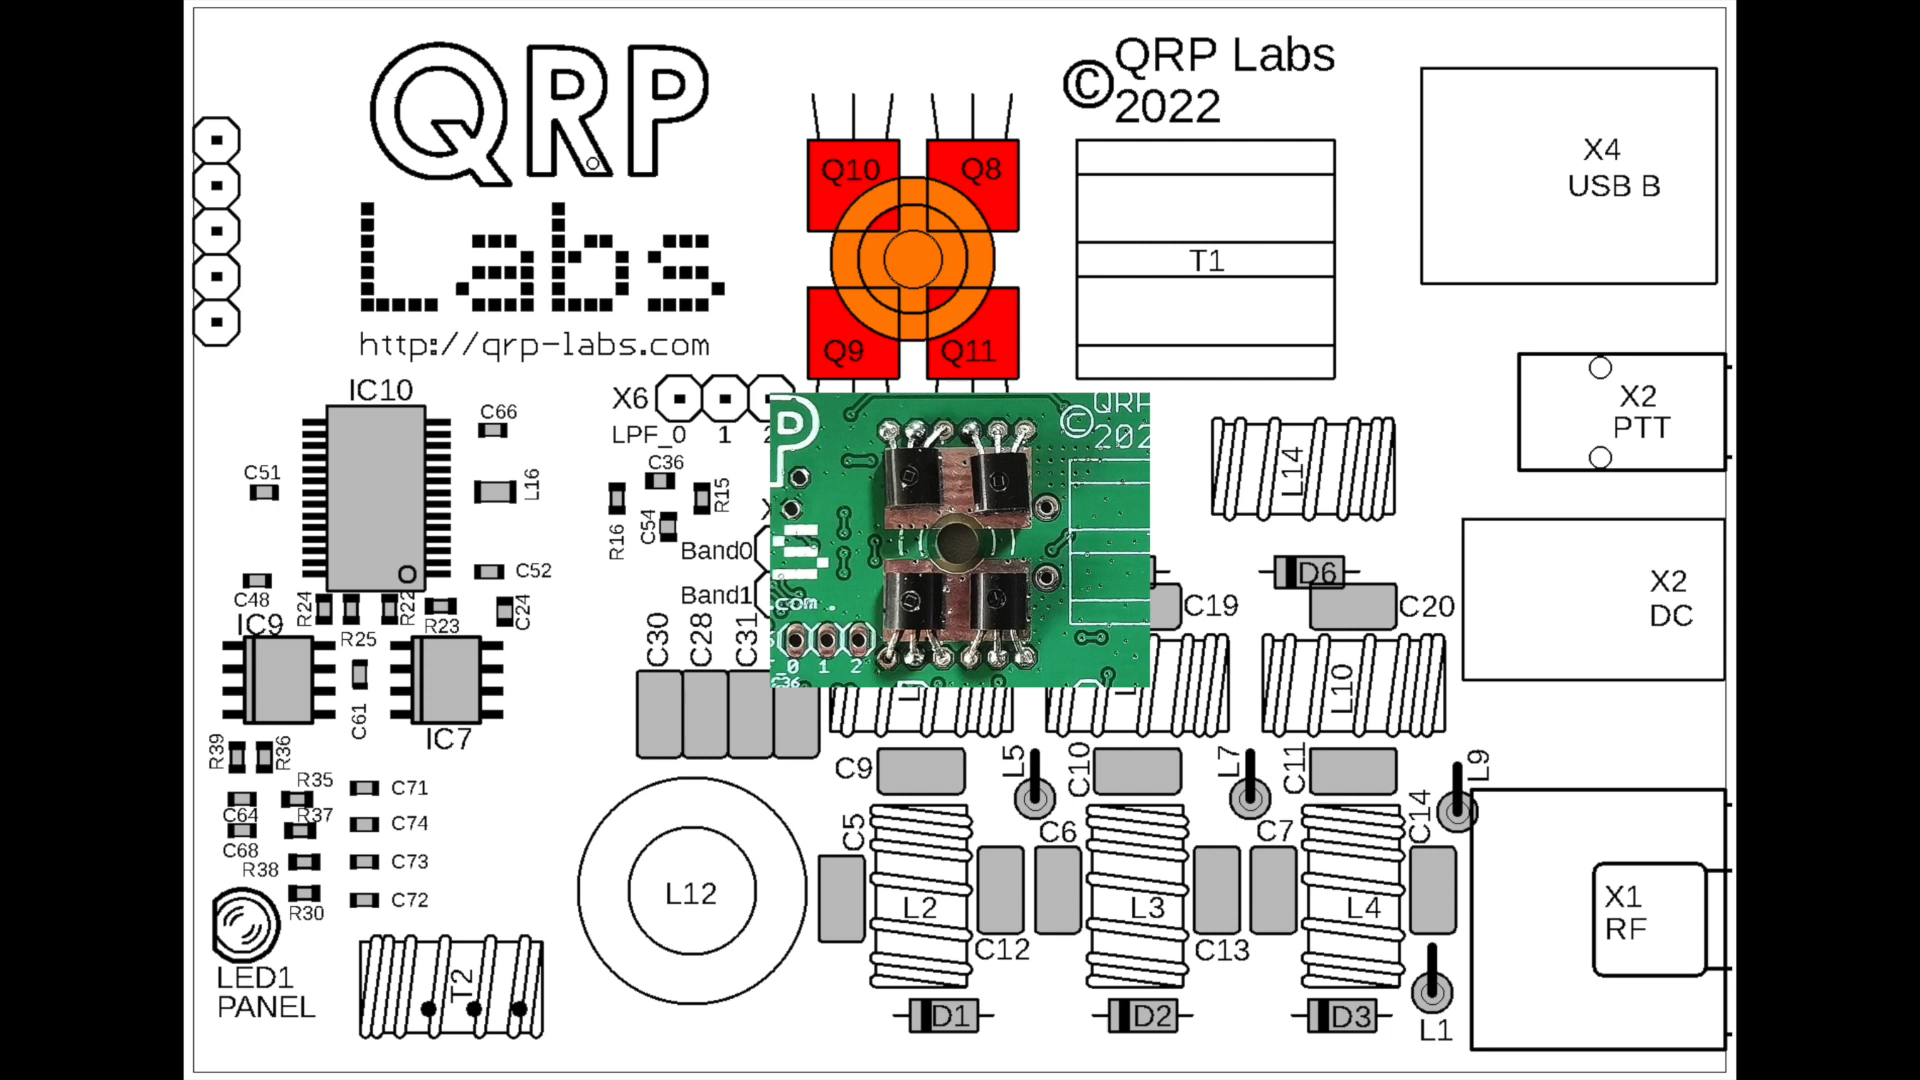 QRP
Labs
http://qrp-labs.com
© QRP Labs
2022
X4
USB B
Q10
Q8
T1
Q9
Q11
X2
PTT
IC10
X6
LPF_0
1
C66
C51
L16
C36
R16
C54
R15
Band0
Band1
P
© QRP
202
.com.
_0 1 2
C36
L14
D6
X2
DC
C52
C48
R24
R22
R25
R23
C24
IC9
IC7
C61
C30
C28
C31
C19
C20
L10
R39
R36
R35
C71
C64
R37
C74
C68
R38
C73
R30
C72
LED1
PANEL
T2
L12
C9
L5
C10
L7
C11
L9
C5
C6
C7
C14
L2
L3
L4
C12
C13
X1
RF
D1
D2
D3
L1